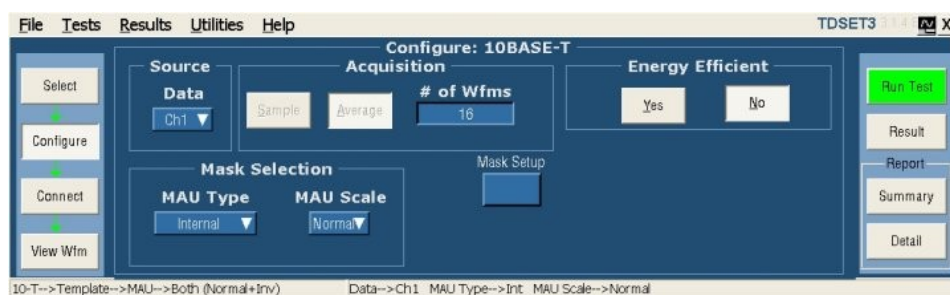 File Tests Results Utilities Help TDSET3
Configure: 10BASE-T
Select
Configure
Connect
View Wfm
Source
Data
Ch1
Acquisition
Sample
Average
# of Wfms
16
Energy Efficient
Yes
No
Mask Selection
MAU Type
Internal
MAU Scale
Normal
Mask Setup
Run Test
Result
Report
Summary
Detail
10-T-->Template-->MAU-->Both (Normal+Inv) Data-->Ch1 MAU Type-->Int MAU Scale-->Normal